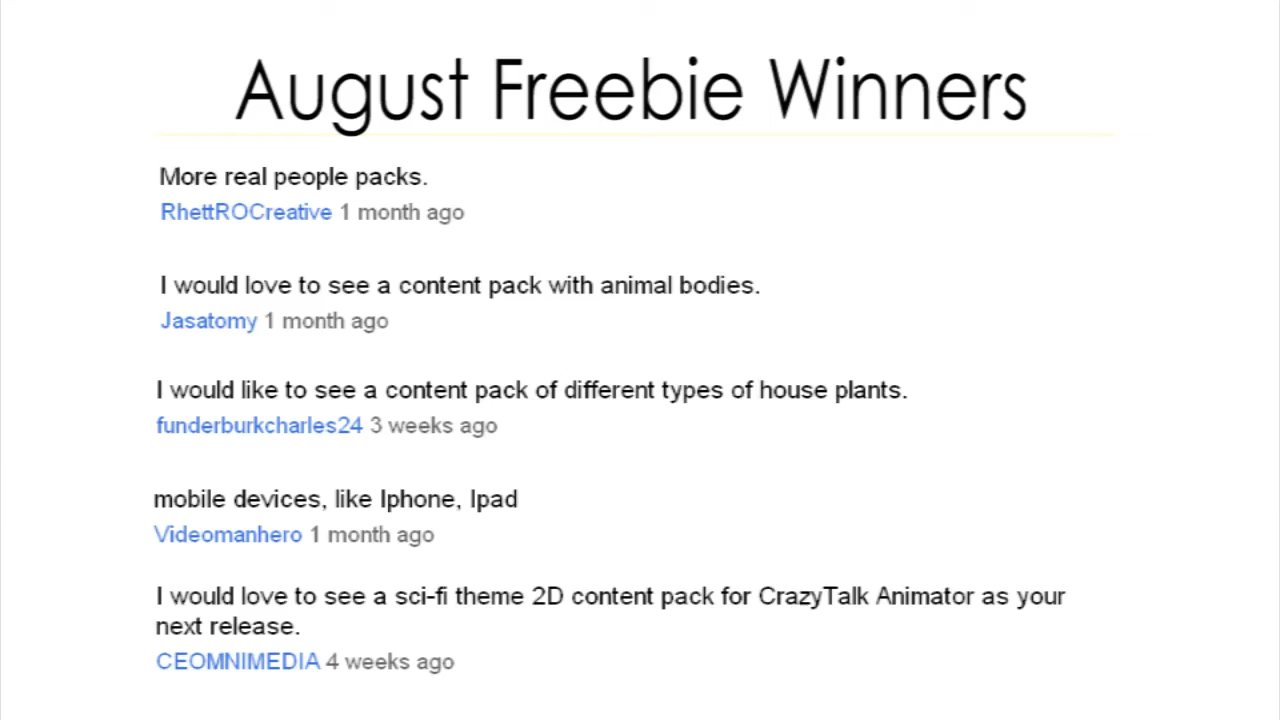 August Freebie Winners
More real people packs.
RhettROCreative 1 month ago
I would love to see a content pack with animal bodies.
Jasatomy 1 month ago
I would like to see a content pack of different types of house plants.
funderburkcharles24 3 weeks ago
mobile devices, like Iphone, Ipad
Videomanhero 1 month ago
I would love to see a sci-fi theme 2D content pack for CrazyTalk Animator as your
next release.
CEOMNIMEDIA 4 weeks ago